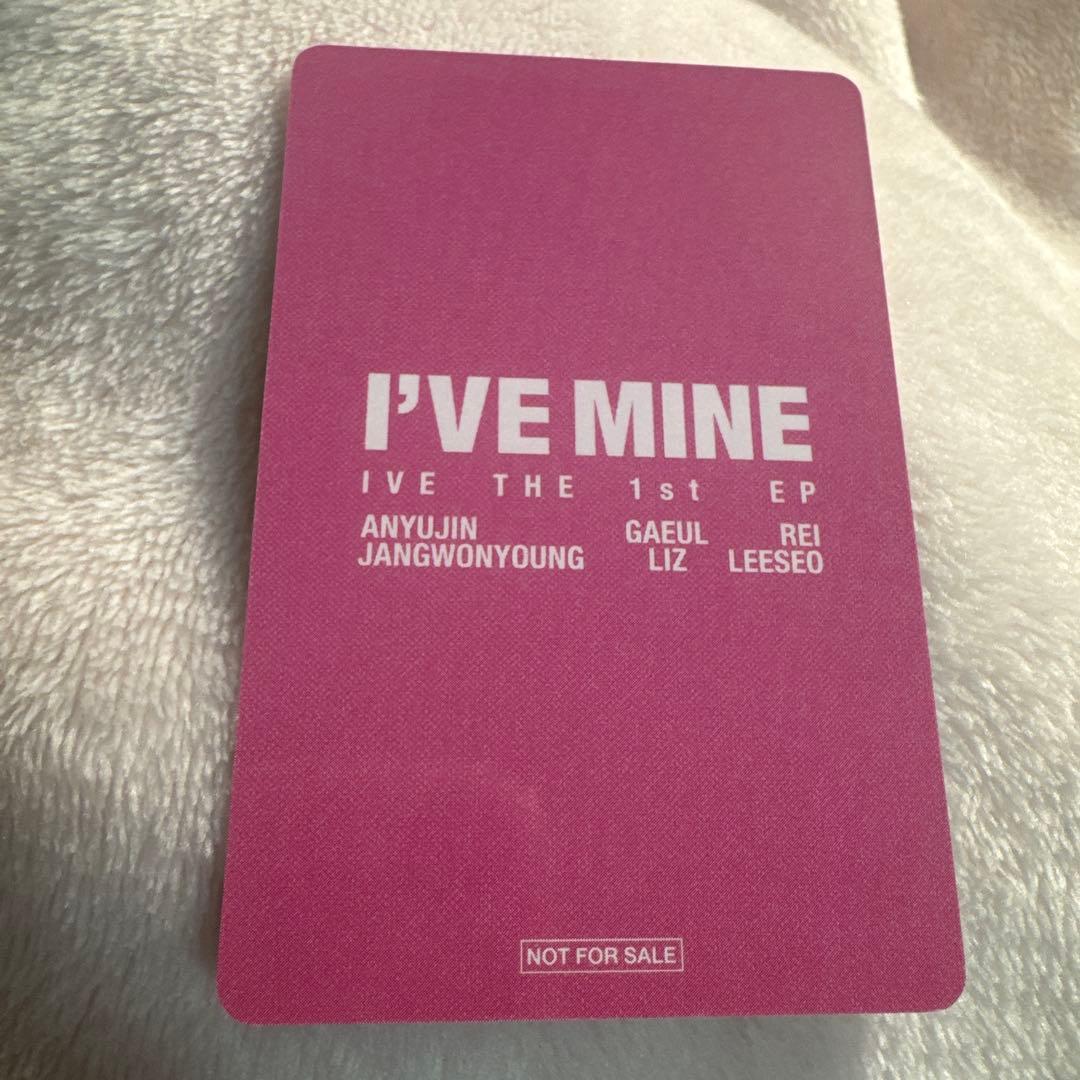 I'VE MINE
IVE THE 1st EP
ANYUJIN GAEUL REI
JANGWONYOUNG LIZ LEESEO
NOT FOR SALE